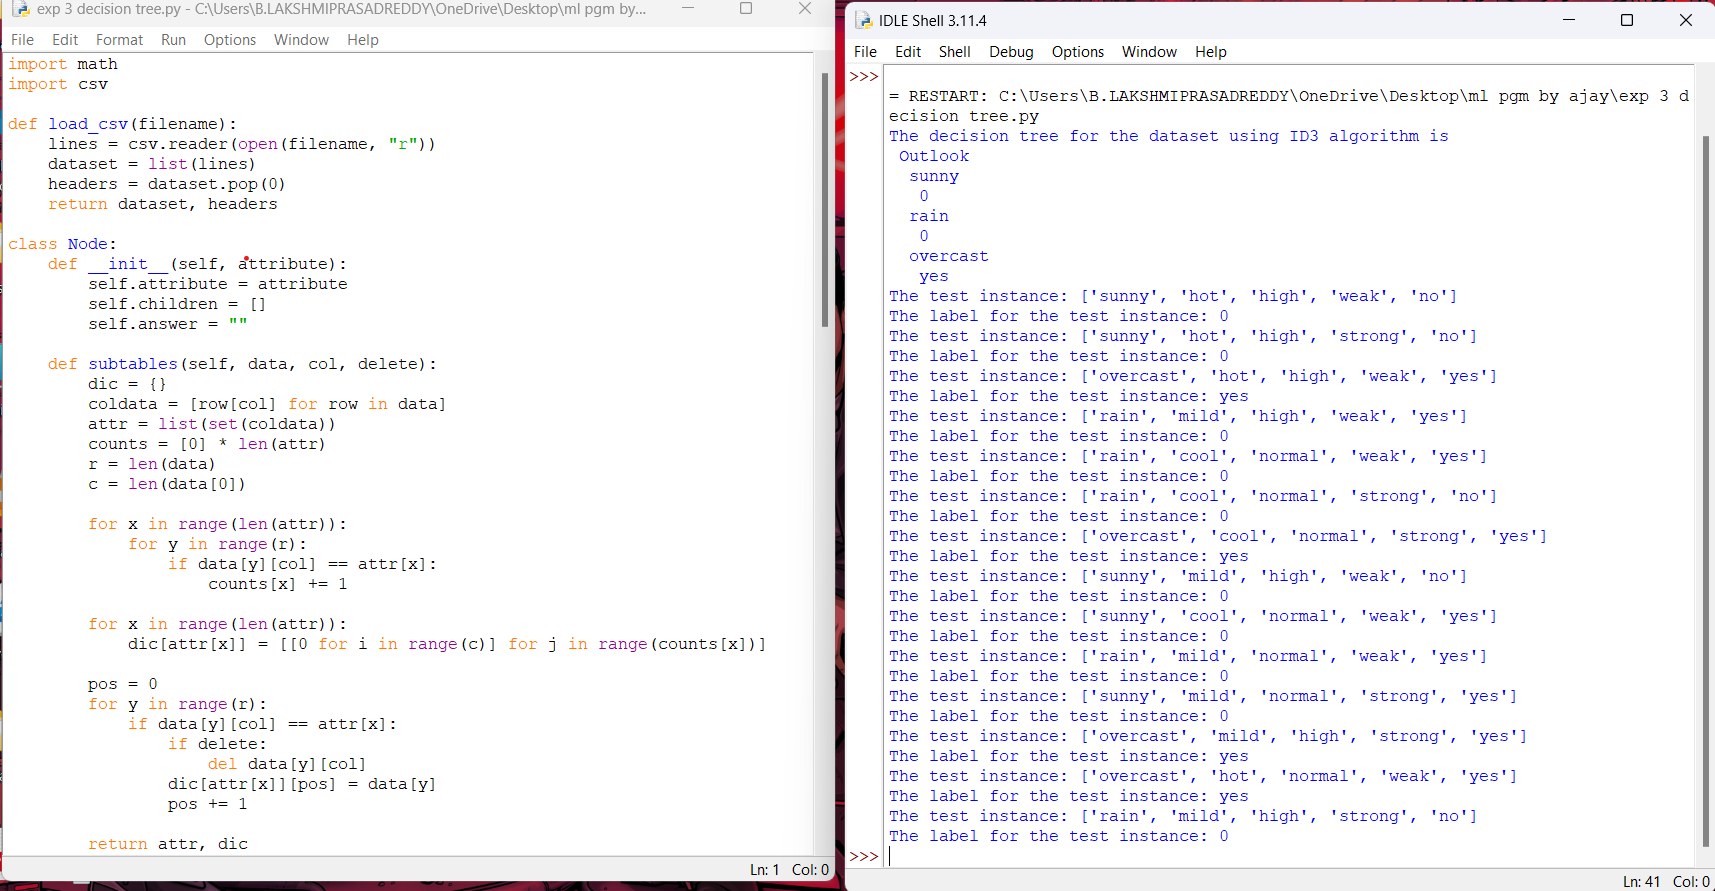 exp 3 decision tree.py - C:\Users\B.LAKSHMIPRASADREDDY\OneDrive\Desktop\ml pgm by...
File Edit Format Run Options Window Help
import math
import csv
def load_csv(filename):
    lines = csv.reader(open(filename, "r"))
    dataset = list(lines)
    headers = dataset.pop(0)
    return dataset, headers
class Node:
    def __init__(self, attribute):
        self.attribute = attribute
        self.children = []
        self.answer = ""
    def subtables(self, data, col, delete):
        dic = {}
        coldata = [row[col] for row in data]
        attr = list(set(coldata))
        counts = [0] * len(attr)
        r = len(data)
        c = len(data[0])
        for x in range(len(attr)):
            for y in range(r):
                if data[y][col] == attr[x]:
                    counts[x] += 1
        for x in range(len(attr)):
            dic[attr[x]] = [[0 for i in range(c)] for j in range(counts[x])]
        pos = 0
        for y in range(r):
            if data[y][col] == attr[x]:
                if delete:
                    del data[y][col]
                dic[attr[x]][pos] = data[y]
                pos += 1
        return attr, dic
Ln: 1 Col: 0
IDLE Shell 3.11.4
File Edit Shell Debug Options Window Help
>>>
= RESTART: C:\Users\B.LAKSHMIPRASADREDDY\OneDrive\Desktop\ml pgm by ajay\exp 3 d
ecision tree.py
The decision tree for the dataset using ID3 algorithm is
 Outlook
  sunny
   0
  rain
   0
  overcast
   yes
The test instance: ['sunny', 'hot', 'high', 'weak', 'no']
The label for the test instance: 0
The test instance: ['sunny', 'hot', 'high', 'strong', 'no']
The label for the test instance: 0
The test instance: ['overcast', 'hot', 'high', 'weak', 'yes']
The label for the test instance: yes
The test instance: ['rain', 'mild', 'high', 'weak', 'yes']
The label for the test instance: 0
The test instance: ['rain', 'cool', 'normal', 'weak', 'yes']
The label for the test instance: 0
The test instance: ['rain', 'cool', 'normal', 'strong', 'no']
The label for the test instance: 0
The test instance: ['overcast', 'cool', 'normal', 'strong', 'yes']
The label for the test instance: yes
The test instance: ['sunny', 'mild', 'high', 'weak', 'no']
The label for the test instance: 0
The test instance: ['sunny', 'cool', 'normal', 'weak', 'yes']
The label for the test instance: 0
The test instance: ['rain', 'mild', 'normal', 'weak', 'yes']
The label for the test instance: 0
The test instance: ['sunny', 'mild', 'normal', 'strong', 'yes']
The label for the test instance: 0
The test instance: ['overcast', 'mild', 'high', 'strong', 'yes']
The label for the test instance: yes
The test instance: ['overcast', 'hot', 'normal', 'weak', 'yes']
The label for the test instance: yes
The test instance: ['rain', 'mild', 'high', 'strong', 'no']
The label for the test instance: 0
>>>
Ln: 41 Col: 0